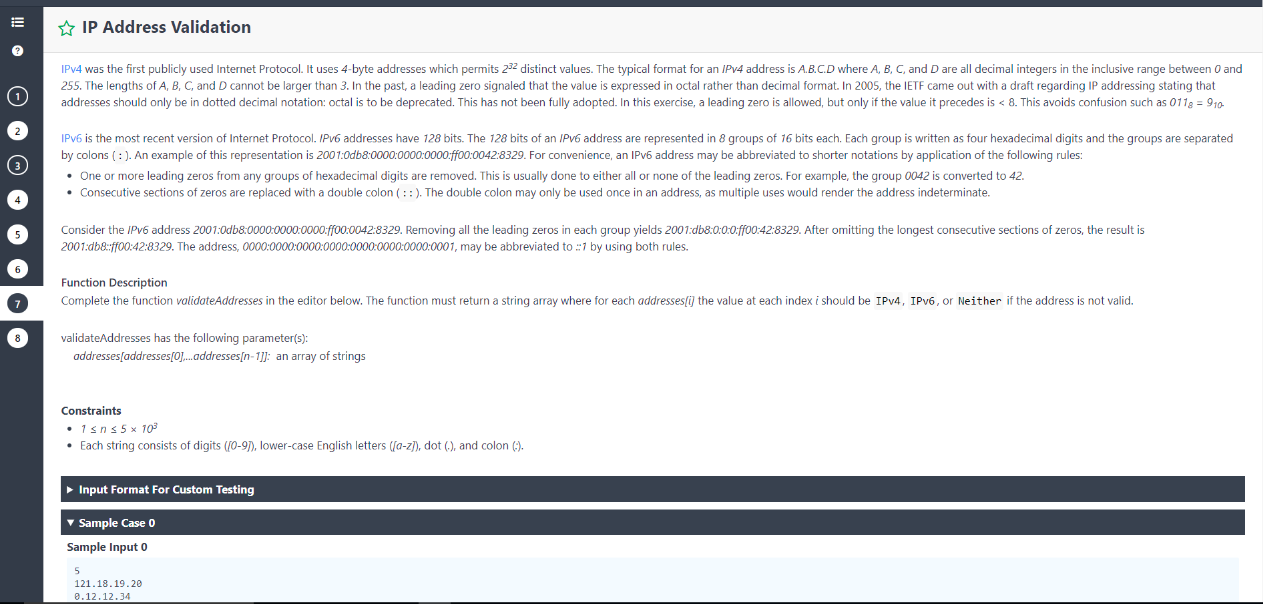 IP Address Validation
IPv4 was the first publicly used Internet Protocol. It uses 4-byte addresses which permits 2^32 distinct values. The typical format for an IPv4 address is A.B.C.D where A, B, C, and D are all decimal integers in the inclusive range between 0 and
255. The lengths of A, B, C, and D cannot be larger than 3. In the past, a leading zero signaled that the value is expressed in octal rather than decimal format. In 2005, the IETF came out with a draft regarding IP addressing stating that
addresses should only be in dotted decimal notation: octal is to be deprecated. This has not been fully adopted. In this exercise, a leading zero is allowed, but only if the value it precedes is < 8. This avoids confusion such as 011₈ = 9₁₀.
IPv6 is the most recent version of Internet Protocol. IPv6 addresses have 128 bits. The 128 bits of an IPv6 address are represented in 8 groups of 16 bits each. Each group is written as four hexadecimal digits and the groups are separated
by colons (:). An example of this representation is 2001:0db8:0000:0000:0000:ff00:0042:8329. For convenience, an IPv6 address may be abbreviated to shorter notations by application of the following rules:
• One or more leading zeros from any groups of hexadecimal digits are removed. This is usually done to either all or none of the leading zeros. For example, the group 0042 is converted to 42.
• Consecutive sections of zeros are replaced with a double colon (::). The double colon may only be used once in an address, as multiple uses would render the address indeterminate.
Consider the IPv6 address 2001:0db8:0000:0000:0000:ff00:0042:8329. Removing all the leading zeros in each group yields 2001:db8:0:0:0:ff00:42:8329. After omitting the longest consecutive sections of zeros, the result is
2001:db8::ff00:42:8329. The address, 0000:0000:0000:0000:0000:0000:0000:0001, may be abbreviated to ::1 by using both rules.
Function Description
Complete the function validateAddresses in the editor below. The function must return a string array where for each addresses[i] the value at each index i should be IPv4, IPv6, or Neither if the address is not valid.
validateAddresses has the following parameter(s):
addresses[addresses[0],...addresses[n-1]]: an array of strings
Constraints
• 1 ≤ n ≤ 5 × 10^3
• Each string consists of digits ([0-9]), lower-case English letters ([a-z]), dot (.), and colon (:).
▶ Input Format For Custom Testing
▼ Sample Case 0
Sample Input 0
5
121.18.19.20
0.12.12.34
?
1
2
3
4
5
6
7
8